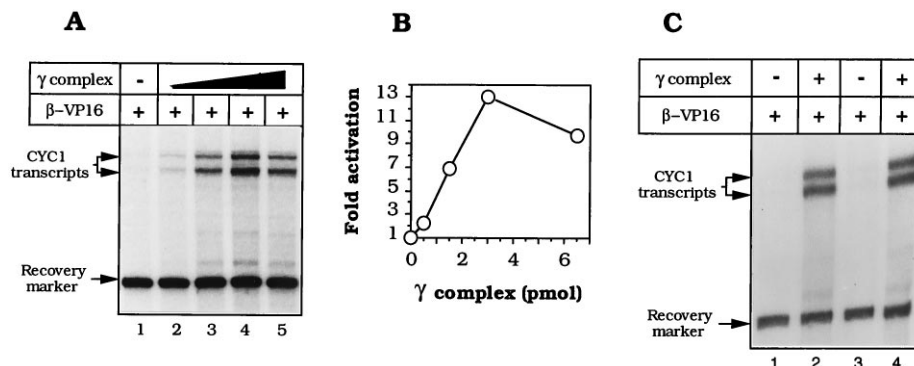 A
γ complex - 
β-VP16 + + + + +
CYC1
transcripts
Recovery
marker
1 2 3 4 5
B
Fold activation
13
11
9
7
5
3
1
0 2 4 6
γ complex (pmol)
C
γ complex - + - +
β-VP16 + + + +
CYC1
transcripts
Recovery
marker
1 2 3 4